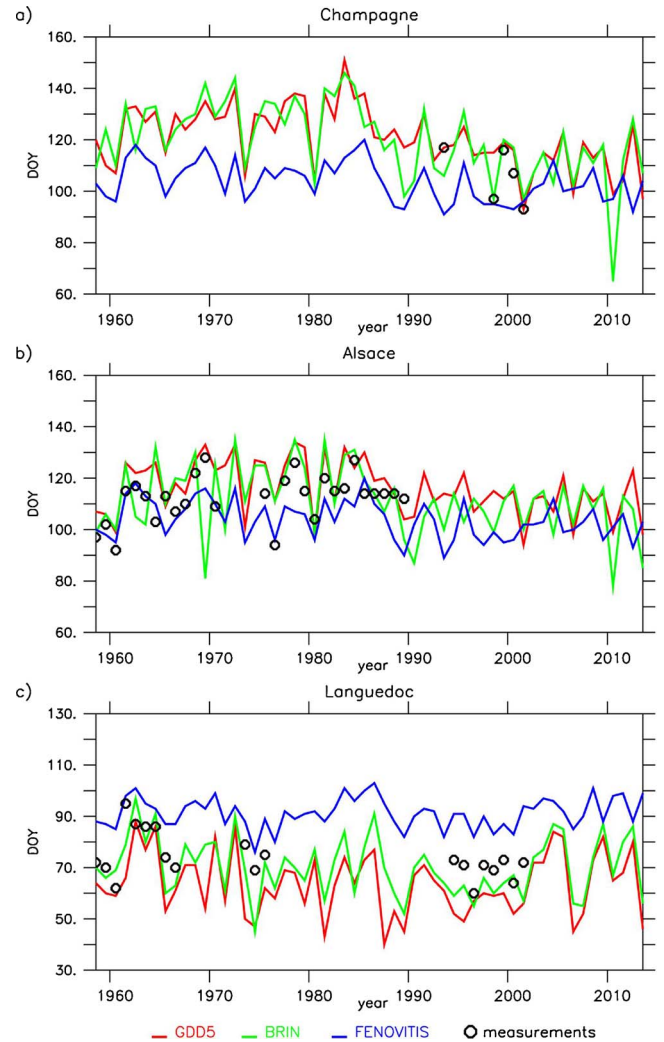 a) Champagne
160.
140.
120.
100.
80.
60.
DOY
1960 1970 1980 1990 2000 2010
year
b) Alsace
160.
140.
120.
100.
80.
60.
DOY
1960 1970 1980 1990 2000 2010
year
c) Languedoc
130.
110.
90.
70.
50.
30.
DOY
1960 1970 1980 1990 2000 2010
year
GDD5 BRIN FENOVITIS measurements